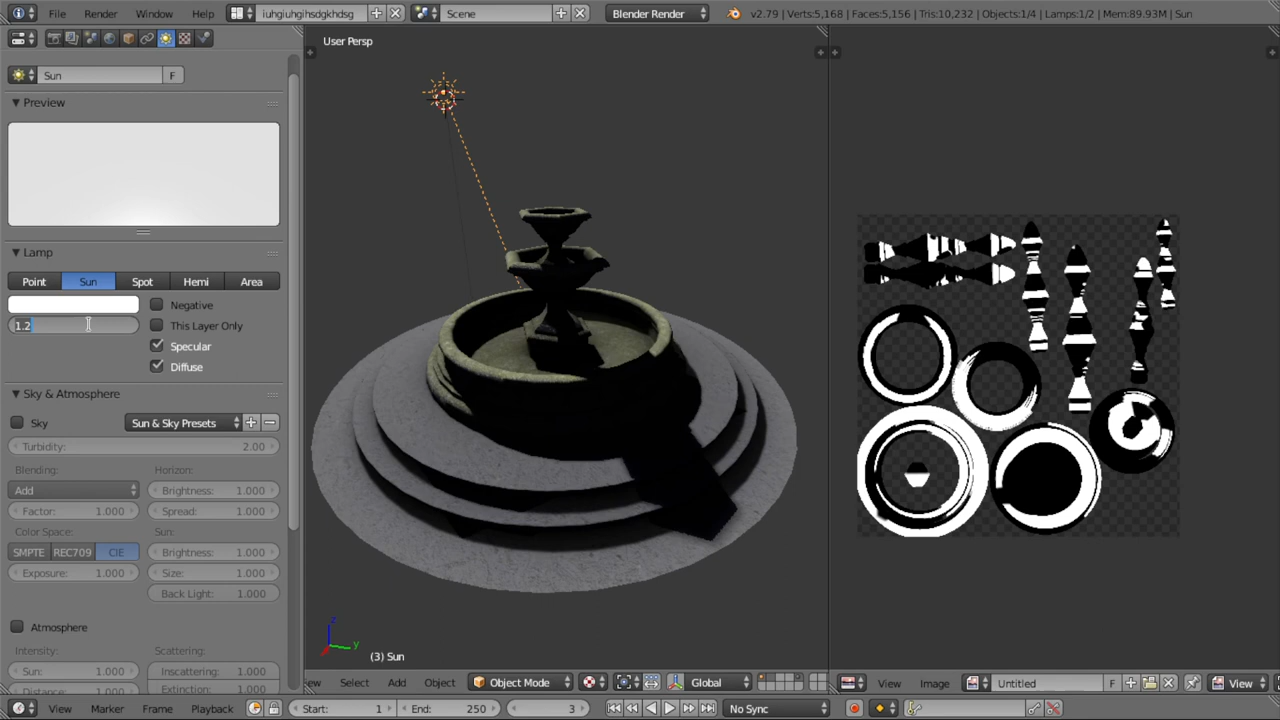 File Render Window Help iuhgiuhgihsdgkhdsg Scene Blender Render v2.79 | Verts:5,168 | Faces:5,156 | Tris:10,232 | Objects:1/4 | Lamps:1/2 | Mem:89.93M | Sun
Sun F
Preview
Lamp
Point Sun Spot Hemi Area
Negative
1.2 This Layer Only
Specular
Diffuse
Sky & Atmosphere
Sky Sun & Sky Presets
Turbidity: 2.00
Blending: Horizon:
Add Brightness: 1.000
Factor: 1.000 Spread: 1.000
Color Space: Sun:
SMPTE REC709 CIE Brightness: 1.000
Exposure: 1.000 Size: 1.000
Back Light: 1.000
Atmosphere
Intensity: Scattering:
Sun: 1.000 Inscattering: 1.000
Distance: 1.000 Extinction: 1.000
User Persp
z
y
(3) Sun
ew Select Add Object Object Mode Global
View Image Untitled F View
View Marker Frame Playback Start: 1 End: 250 3 No Sync